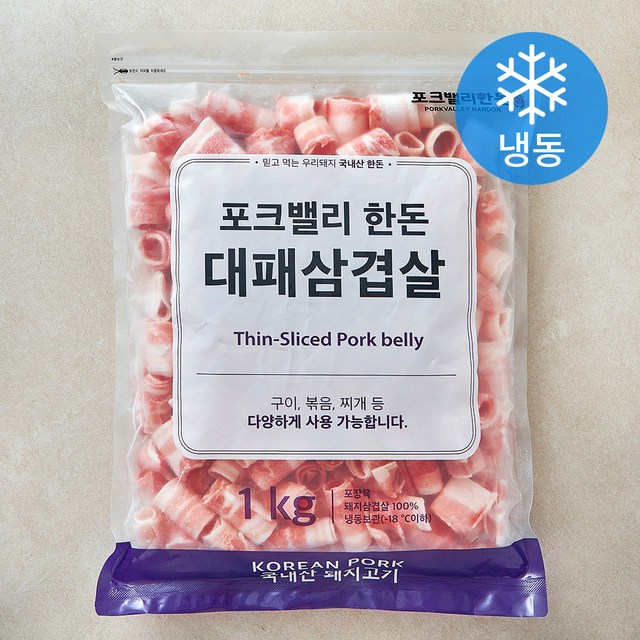 포크밸리한돈
PORKVALLEY HANDON
냉동
믿고 먹는 우리돼지 국내산 한돈
포크밸리 한돈
대패삼겹살
Thin-Sliced Pork belly
구이, 볶음, 찌개 등
다양하게 사용 가능합니다.
1 kg
포장육
돼지삼겹살 100%
냉동보관(-18 °C이하)
KOREAN PORK
국내산 돼지고기